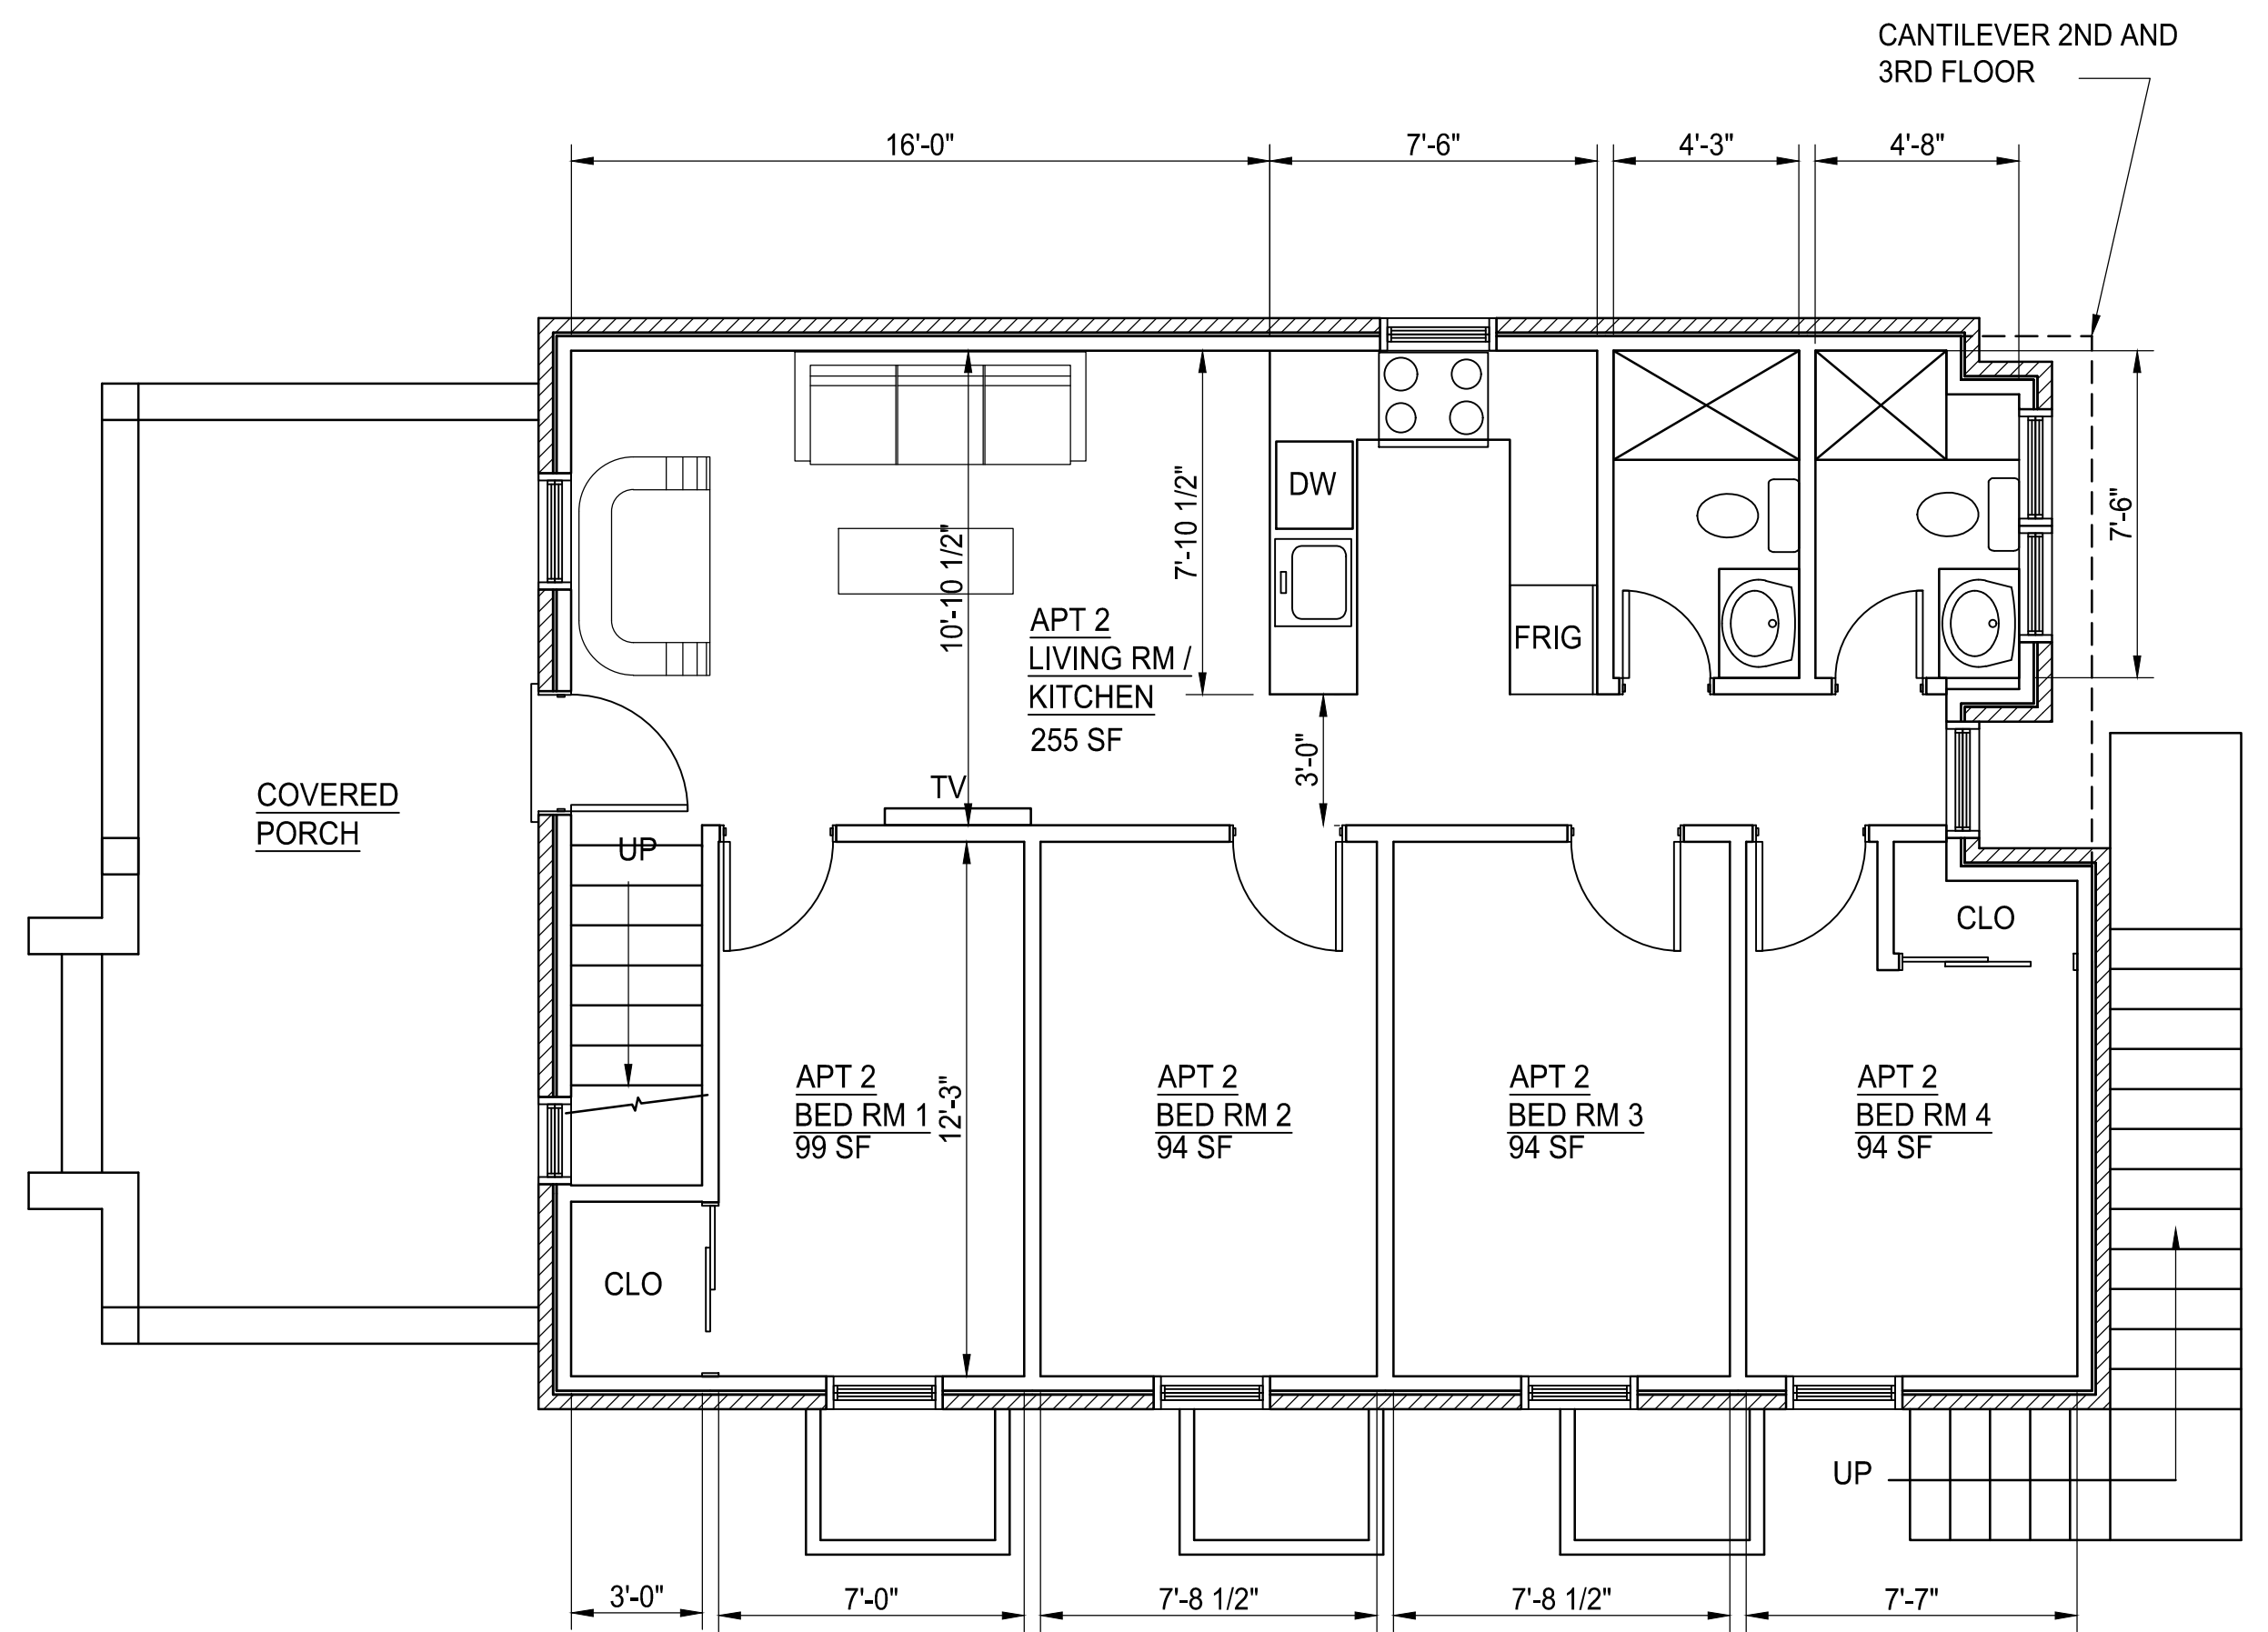 CANTILEVER 2ND AND
3RD FLOOR
16'-0"
7'-6"
4'-3"
4'-8"
DW
7'-10 1/2"
10'-10 1/2"
7'-6"
APT 2
LIVING RM /
KITCHEN
255 SF
FRIG
3'-0"
TV
COVERED
PORCH
UP
CLO
APT 2
BED RM 1
99 SF
12'-3"
APT 2
BED RM 2
94 SF
APT 2
BED RM 3
94 SF
APT 2
BED RM 4
94 SF
CLO
UP
3'-0"
7'-0"
7'-8 1/2"
7'-8 1/2"
7'-7"